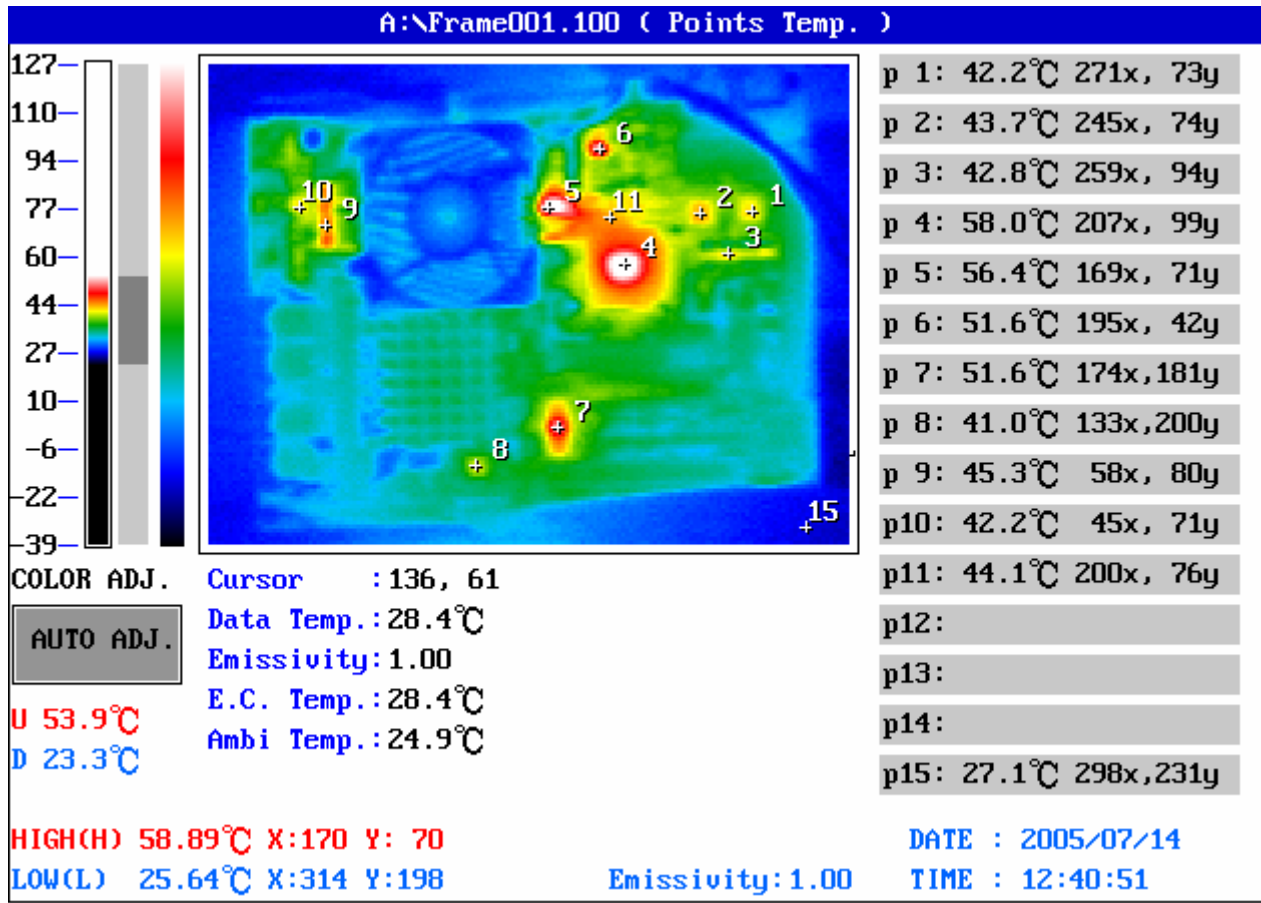 A:\Frame001.100 ( Points Temp. )
127
110
94
77
60
44
27
10
-6
-22
-39
6
10
9
5
11
2
1
4
3
7
8
15
p 1: 42.2℃ 271x, 73y
p 2: 43.7℃ 245x, 74y
p 3: 42.8℃ 259x, 94y
p 4: 58.0℃ 207x, 99y
p 5: 56.4℃ 169x, 71y
p 6: 51.6℃ 195x, 42y
p 7: 51.6℃ 174x,181y
p 8: 41.0℃ 133x,200y
p 9: 45.3℃ 58x, 80y
p10: 42.2℃ 45x, 71y
p11: 44.1℃ 200x, 76y
p12:
p13:
p14:
p15: 27.1℃ 298x,231y
COLOR ADJ.
AUTO ADJ.
U 53.9℃
D 23.3℃
Cursor :136, 61
Data Temp.:28.4℃
Emissivity:1.00
E.C. Temp.:28.4℃
Ambi Temp.:24.9℃
HIGH(H) 58.89℃ X:170 Y: 70
LOW(L) 25.64℃ X:314 Y:198
Emissivity:1.00
DATE : 2005/07/14
TIME : 12:40:51